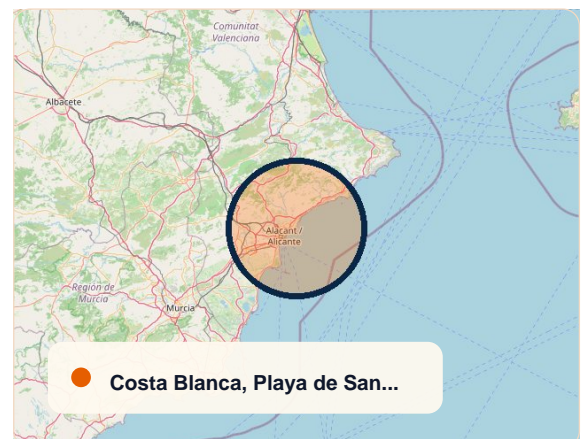 Comunitat
Valenciana
Albacete
Alacant /
Alicante
Región de
Murcia
Murcia
Costa Blanca, Playa de San...